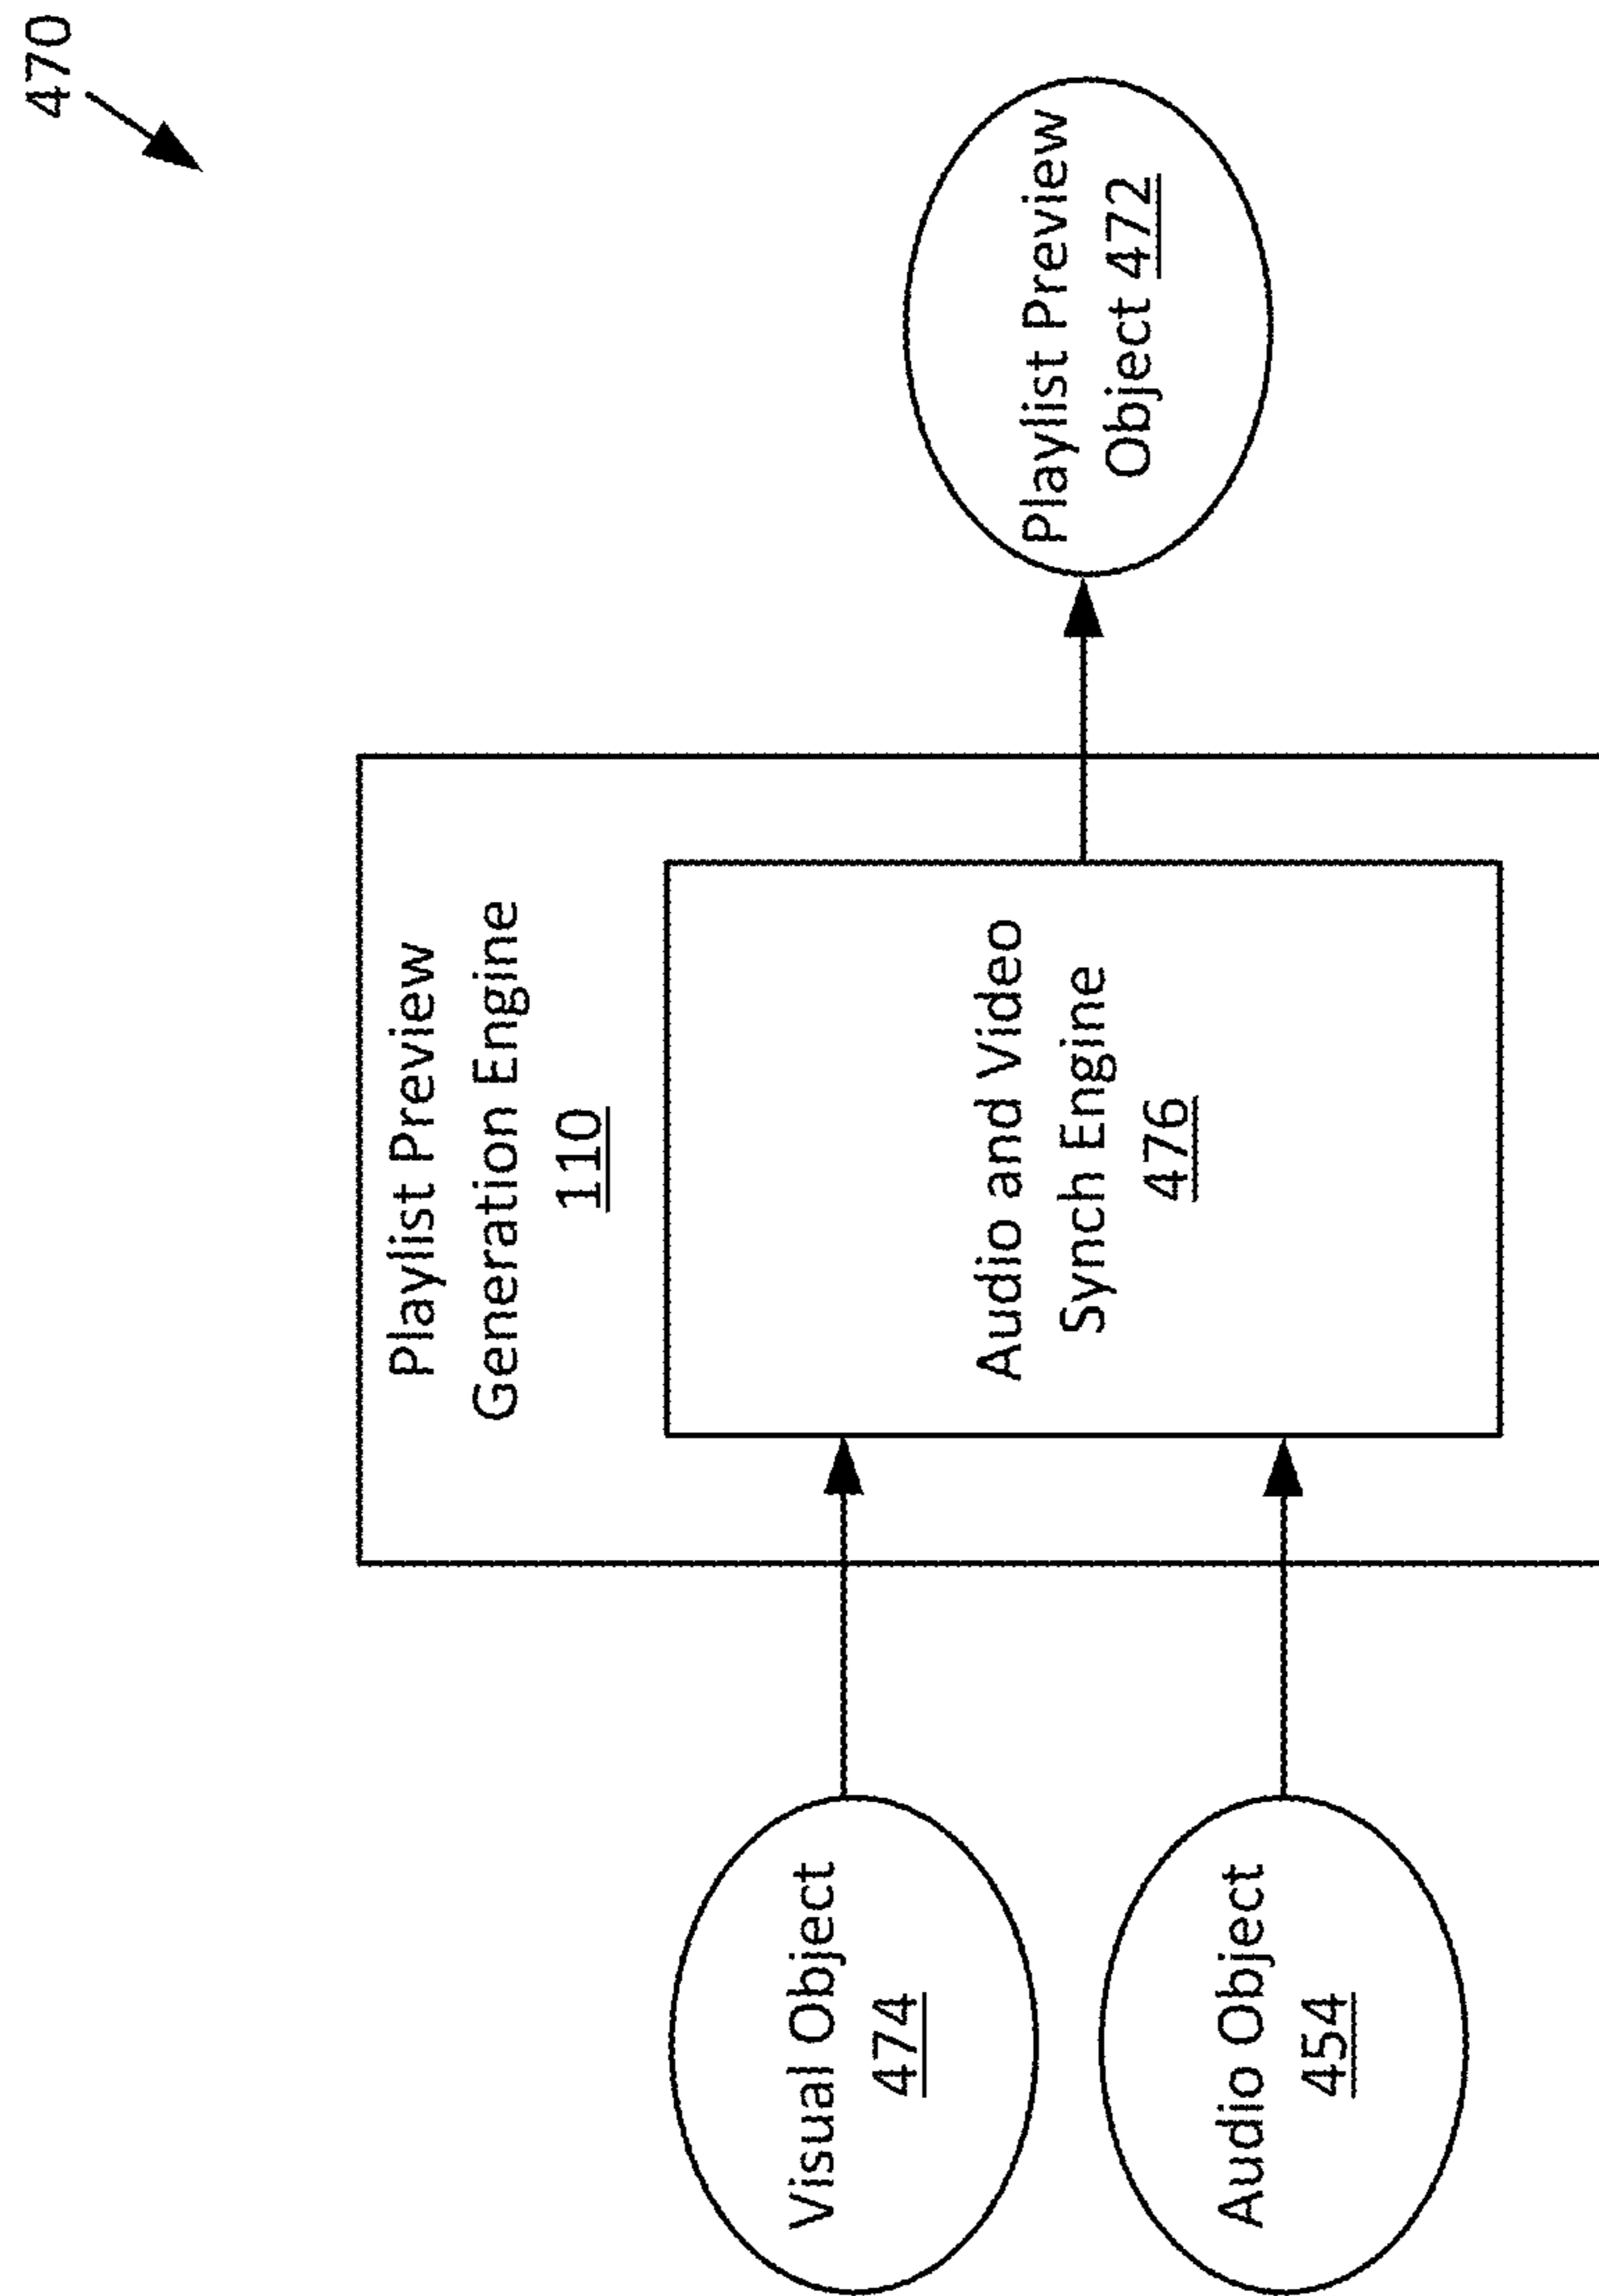 470
Playlist Preview
Generation Engine
110
Visual Object
474
Audio and Video
Synch Engine
476
Playlist Preview
Object 472
Audio Object
454